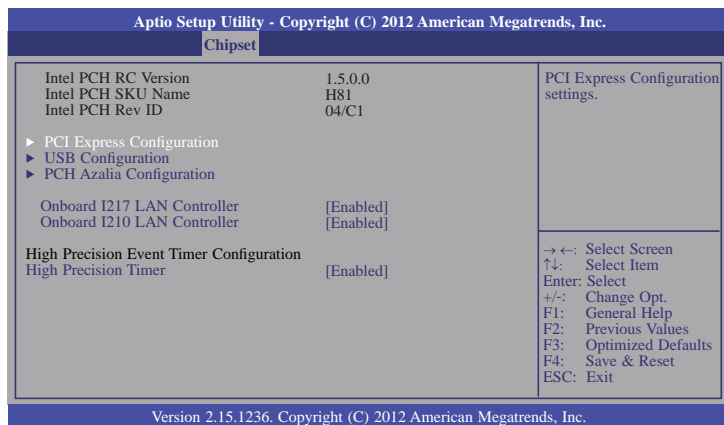 Aptio Setup Utility - Copyright (C) 2012 American Megatrends, Inc.
Chipset
Intel PCH RC Version 1.5.0.0
Intel PCH SKU Name H81
Intel PCH Rev ID 04/C1
► PCI Express Configuration
► USB Configuration
► PCH Azalia Configuration
Onboard I217 LAN Controller [Enabled]
Onboard I210 LAN Controller [Enabled]
High Precision Event Timer Configuration
High Precision Timer [Enabled]
PCI Express Configuration
settings.
→←: Select Screen
↑↓: Select Item
Enter: Select
+/-: Change Opt.
F1: General Help
F2: Previous Values
F3: Optimized Defaults
F4: Save & Reset
ESC: Exit
Version 2.15.1236. Copyright (C) 2012 American Megatrends, Inc.